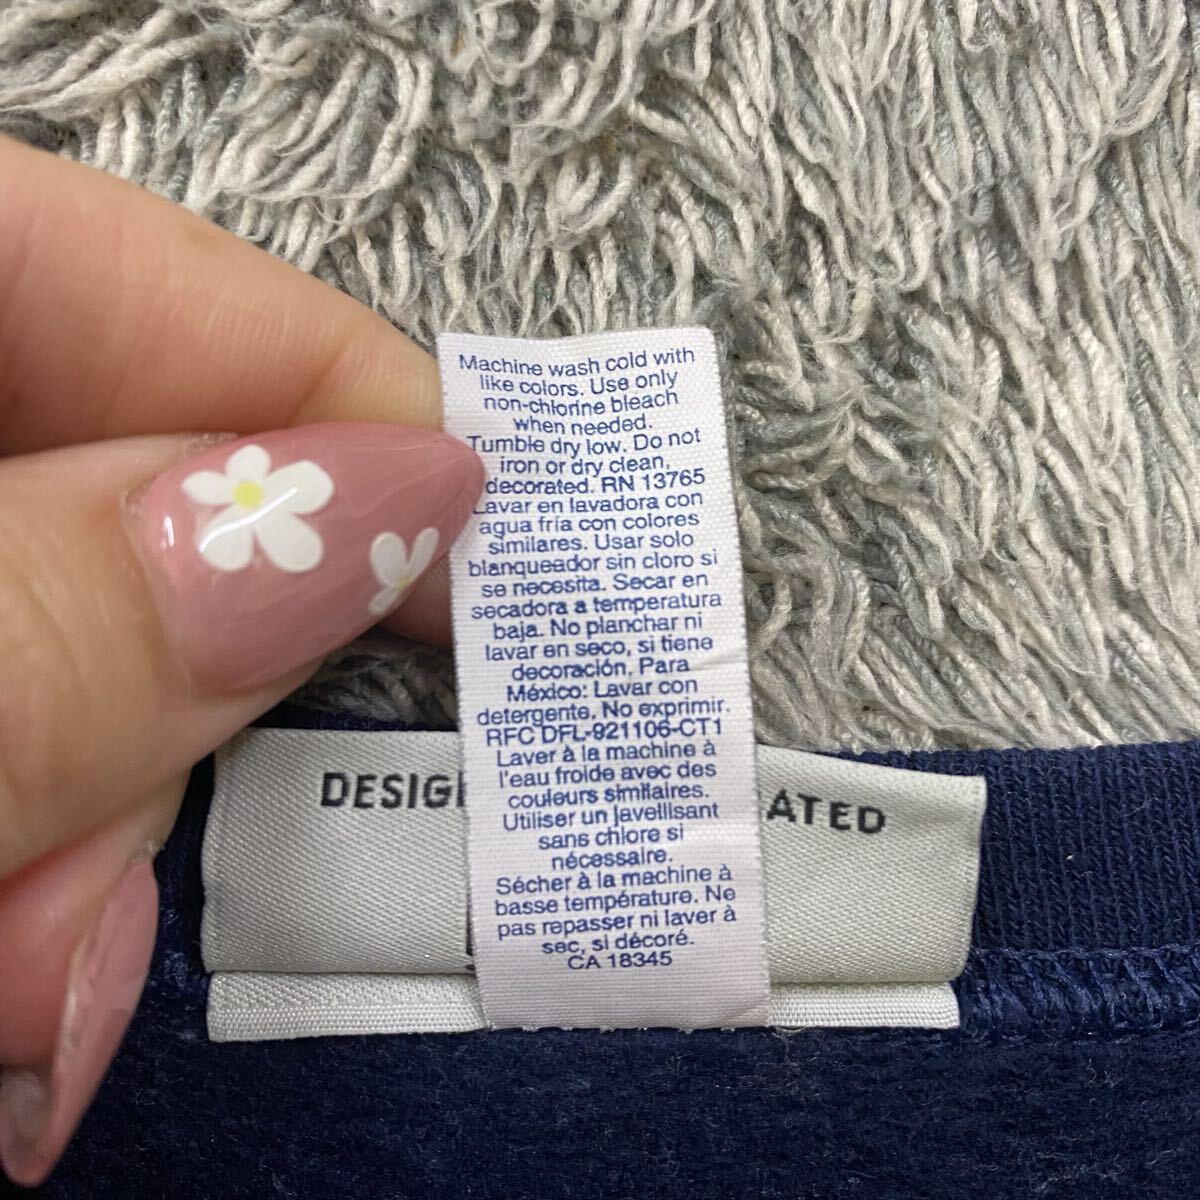 Machine wash cold with
like colors. Use only
non-chlorine bleach
when needed.
Tumble dry low. Do not
iron or dry clean,
decorated. RN 13765
Lavar en lavadora con
agua fría con colores
similares. Usar solo
blanqueador sin cloro si
se necesita. Secar en
secadora a temperatura
baja. No planchar ni
lavar en seco, si tiene
decoración. Para
México: Lavar con
detergente. No exprimir.
RFC DFL-921106-CT1
Laver à la machine à
l'eau froide avec des
couleurs similaires.
Utiliser un javellisant
sans chlore si
nécessaire.
Sécher à la machine à
basse température. Ne
pas repasser ni laver à
sec, si décoré.
CA 18345
DESIG ATED